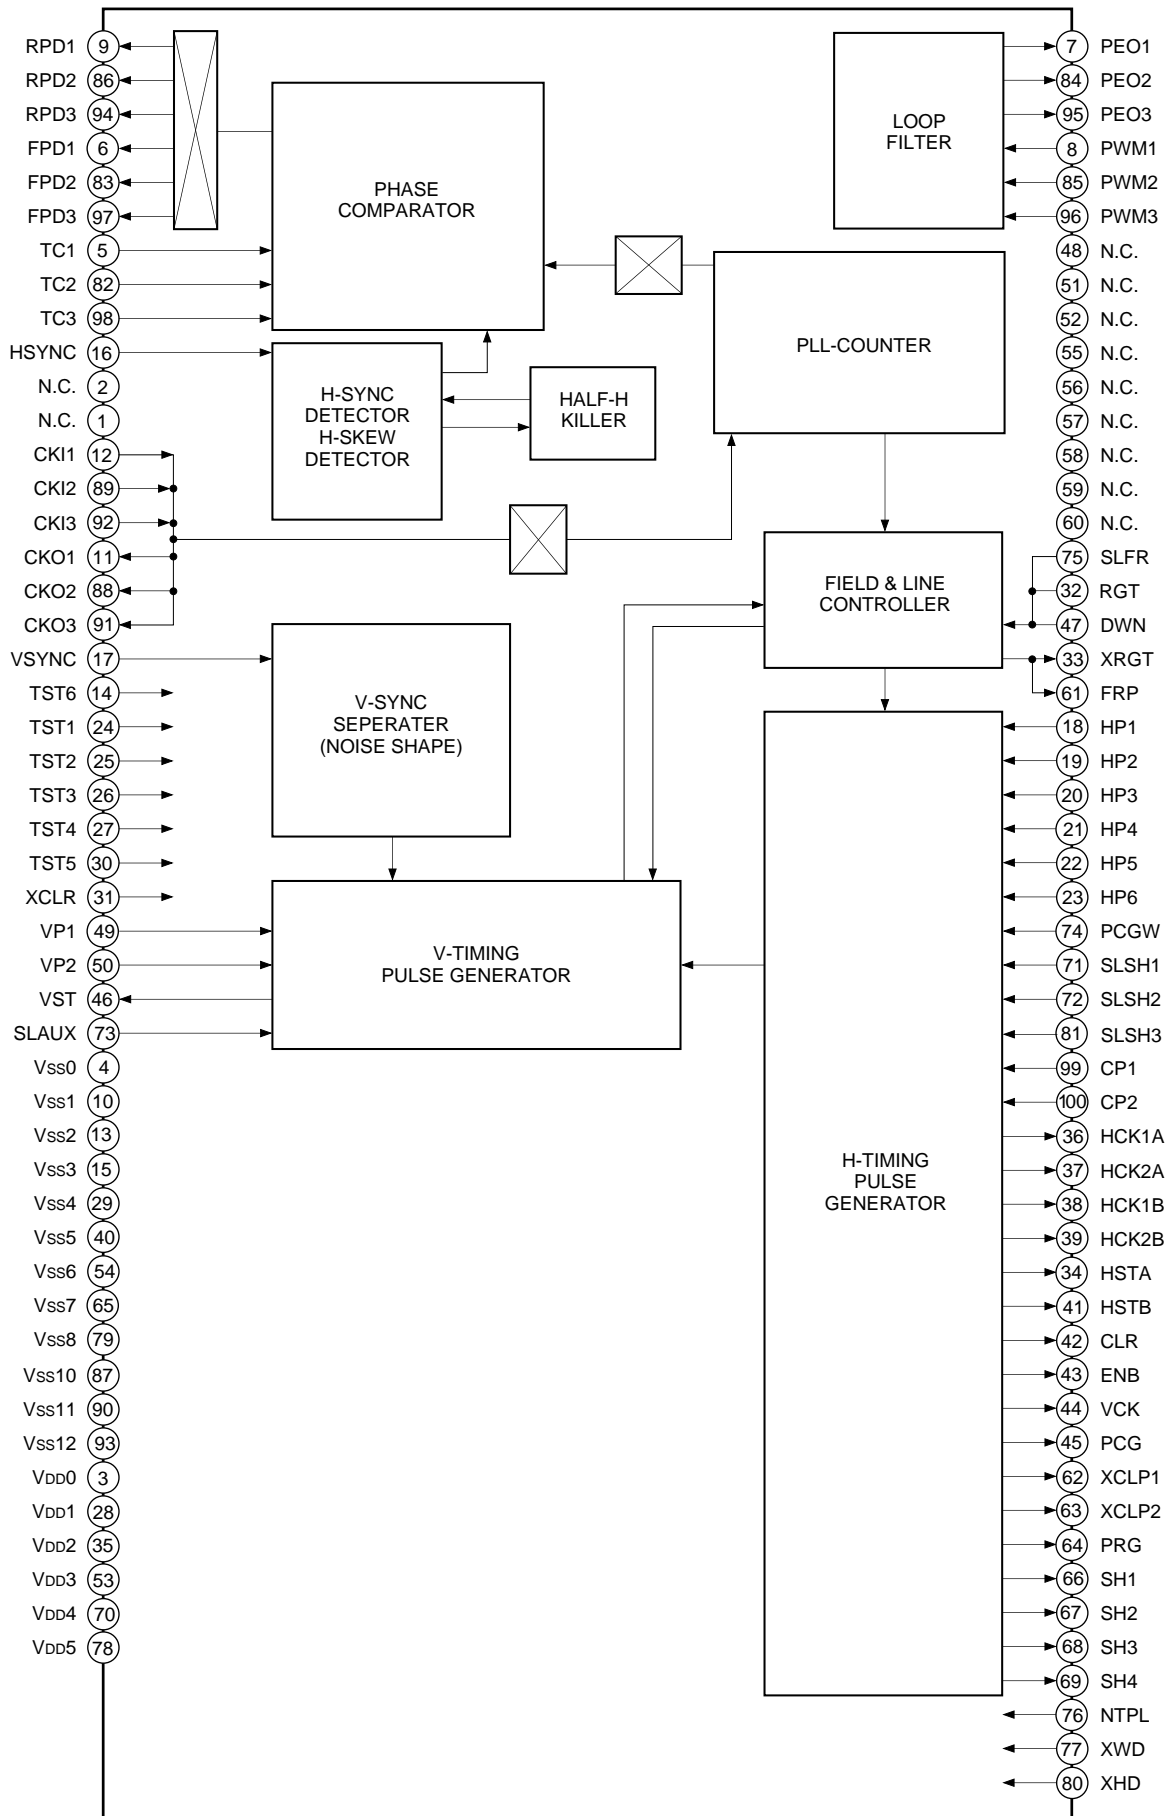 RPD1 9
RPD2 86
RPD3 94
FPD1 6
FPD2 83
FPD3 97
TC1 5
TC2 82
TC3 98
HSYNC 16
N.C. 2
N.C. 1
CKI1 12
CKI2 89
CKI3 92
CKO1 11
CKO2 88
CKO3 91
VSYNC 17
TST6 14
TST1 24
TST2 25
TST3 26
TST4 27
TST5 30
XCLR 31
VP1 49
VP2 50
VST 46
SLAUX 73
Vss0 4
Vss1 10
Vss2 13
Vss3 15
Vss4 29
Vss5 40
Vss6 54
Vss7 65
Vss8 79
Vss10 87
Vss11 90
Vss12 93
VDD0 3
VDD1 28
VDD2 35
VDD3 53
VDD4 70
VDD5 78
PHASE
COMPARATOR
H-SYNC
DETECTOR
H-SKEW
DETECTOR
HALF-H
KILLER
V-SYNC
SEPERATER
(NOISE SHAPE)
V-TIMING
PULSE GENERATOR
LOOP
FILTER
PLL-COUNTER
FIELD & LINE
CONTROLLER
H-TIMING
PULSE
GENERATOR
7 PEO1
84 PEO2
95 PEO3
8 PWM1
85 PWM2
96 PWM3
48 N.C.
51 N.C.
52 N.C.
55 N.C.
56 N.C.
57 N.C.
58 N.C.
59 N.C.
60 N.C.
75 SLFR
32 RGT
47 DWN
33 XRGT
61 FRP
18 HP1
19 HP2
20 HP3
21 HP4
22 HP5
23 HP6
74 PCGW
71 SLSH1
72 SLSH2
81 SLSH3
99 CP1
100 CP2
36 HCK1A
37 HCK2A
38 HCK1B
39 HCK2B
34 HSTA
41 HSTB
42 CLR
43 ENB
44 VCK
45 PCG
62 XCLP1
63 XCLP2
64 PRG
66 SH1
67 SH2
68 SH3
69 SH4
76 NTPL
77 XWD
80 XHD